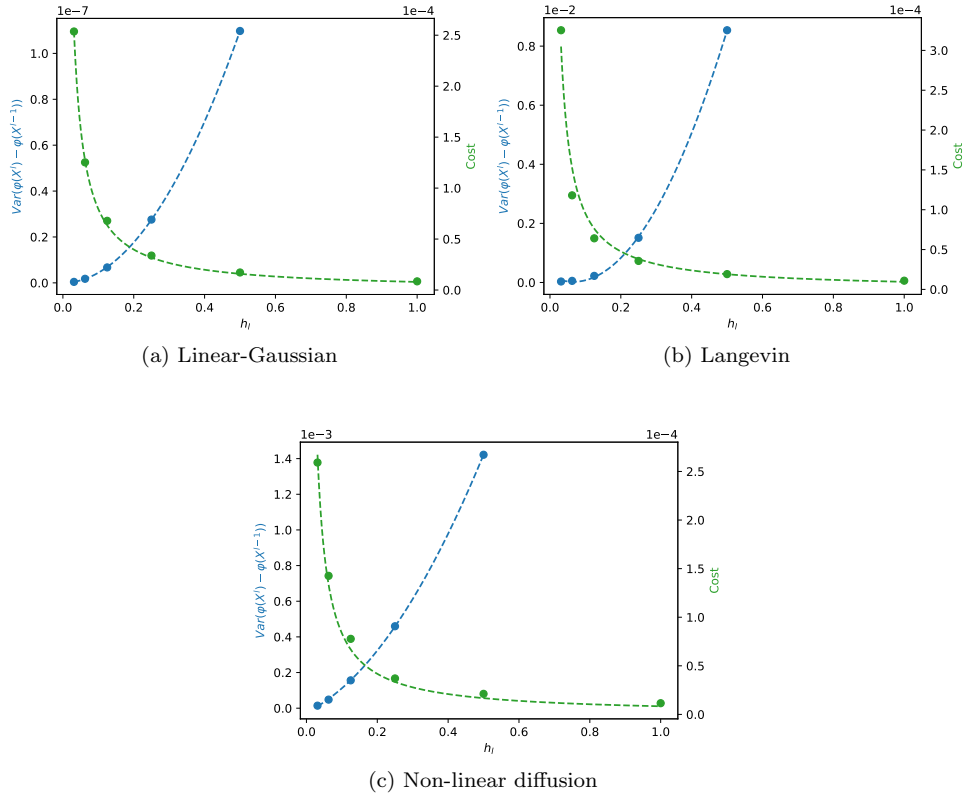 1e−7
1e−4
1.0
0.8
0.6
0.4
0.2
0.0
Var(φ(X^l) − φ(X^{l−1}))
2.5
2.0
1.5
1.0
0.5
0.0
Cost
0.0 0.2 0.4 0.6 0.8 1.0
h_l
(a) Linear-Gaussian
1e−2
1e−4
0.8
0.6
0.4
0.2
0.0
Var(φ(X^l) − φ(X^{l−1}))
3.0
2.0
1.0
0.0
Cost
0.0 0.2 0.4 0.6 0.8 1.0
h_l
(b) Langevin
1e−3
1e−4
1.4
1.2
1.0
0.8
0.6
0.4
0.2
0.0
Var(φ(X^l) − φ(X^{l−1}))
2.5
2.0
1.5
1.0
0.5
0.0
Cost
0.0 0.2 0.4 0.6 0.8 1.0
h_l
(c) Non-linear diffusion